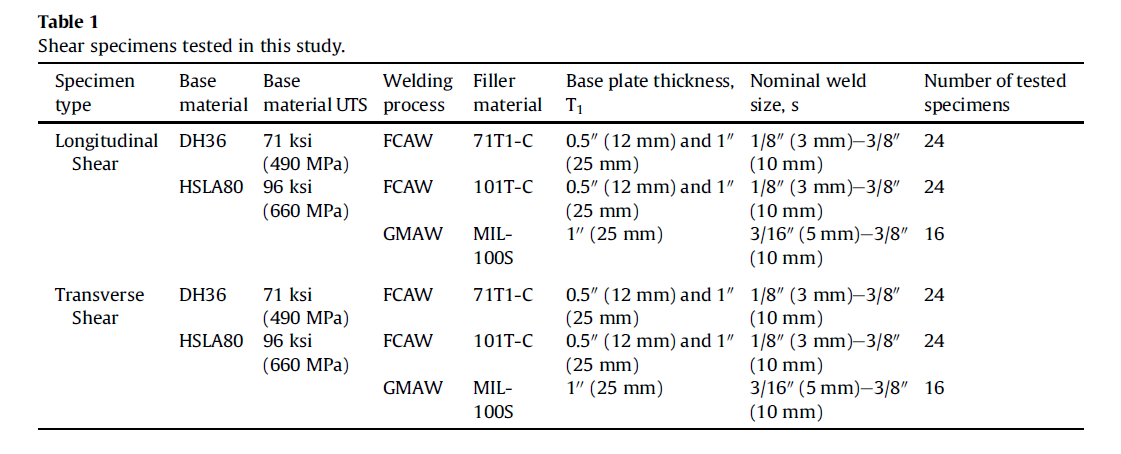 Table 1
Shear specimens tested in this study.
Specimen Base Base Welding Filler Base plate thickness, Nominal weld Number of tested
type material material UTS process material T₁ size, s specimens
Longitudinal DH36 71 ksi FCAW 71T1-C 0.5″ (12 mm) and 1″ 1/8″ (3 mm)−3/8″ 24
Shear (490 MPa) (25 mm) (10 mm)
HSLA80 96 ksi FCAW 101T-C 0.5″ (12 mm) and 1″ 1/8″ (3 mm)−3/8″ 24
(660 MPa) (25 mm) (10 mm)
GMAW MIL- 1″ (25 mm) 3/16″ (5 mm)−3/8″ 16
100S (10 mm)
Transverse DH36 71 ksi FCAW 71T1-C 0.5″ (12 mm) and 1″ 1/8″ (3 mm)−3/8″ 24
Shear (490 MPa) (25 mm) (10 mm)
HSLA80 96 ksi FCAW 101T-C 0.5″ (12 mm) and 1″ 1/8″ (3 mm)−3/8″ 24
(660 MPa) (25 mm) (10 mm)
GMAW MIL- 1″ (25 mm) 3/16″ (5 mm)−3/8″ 16
100S (10 mm)